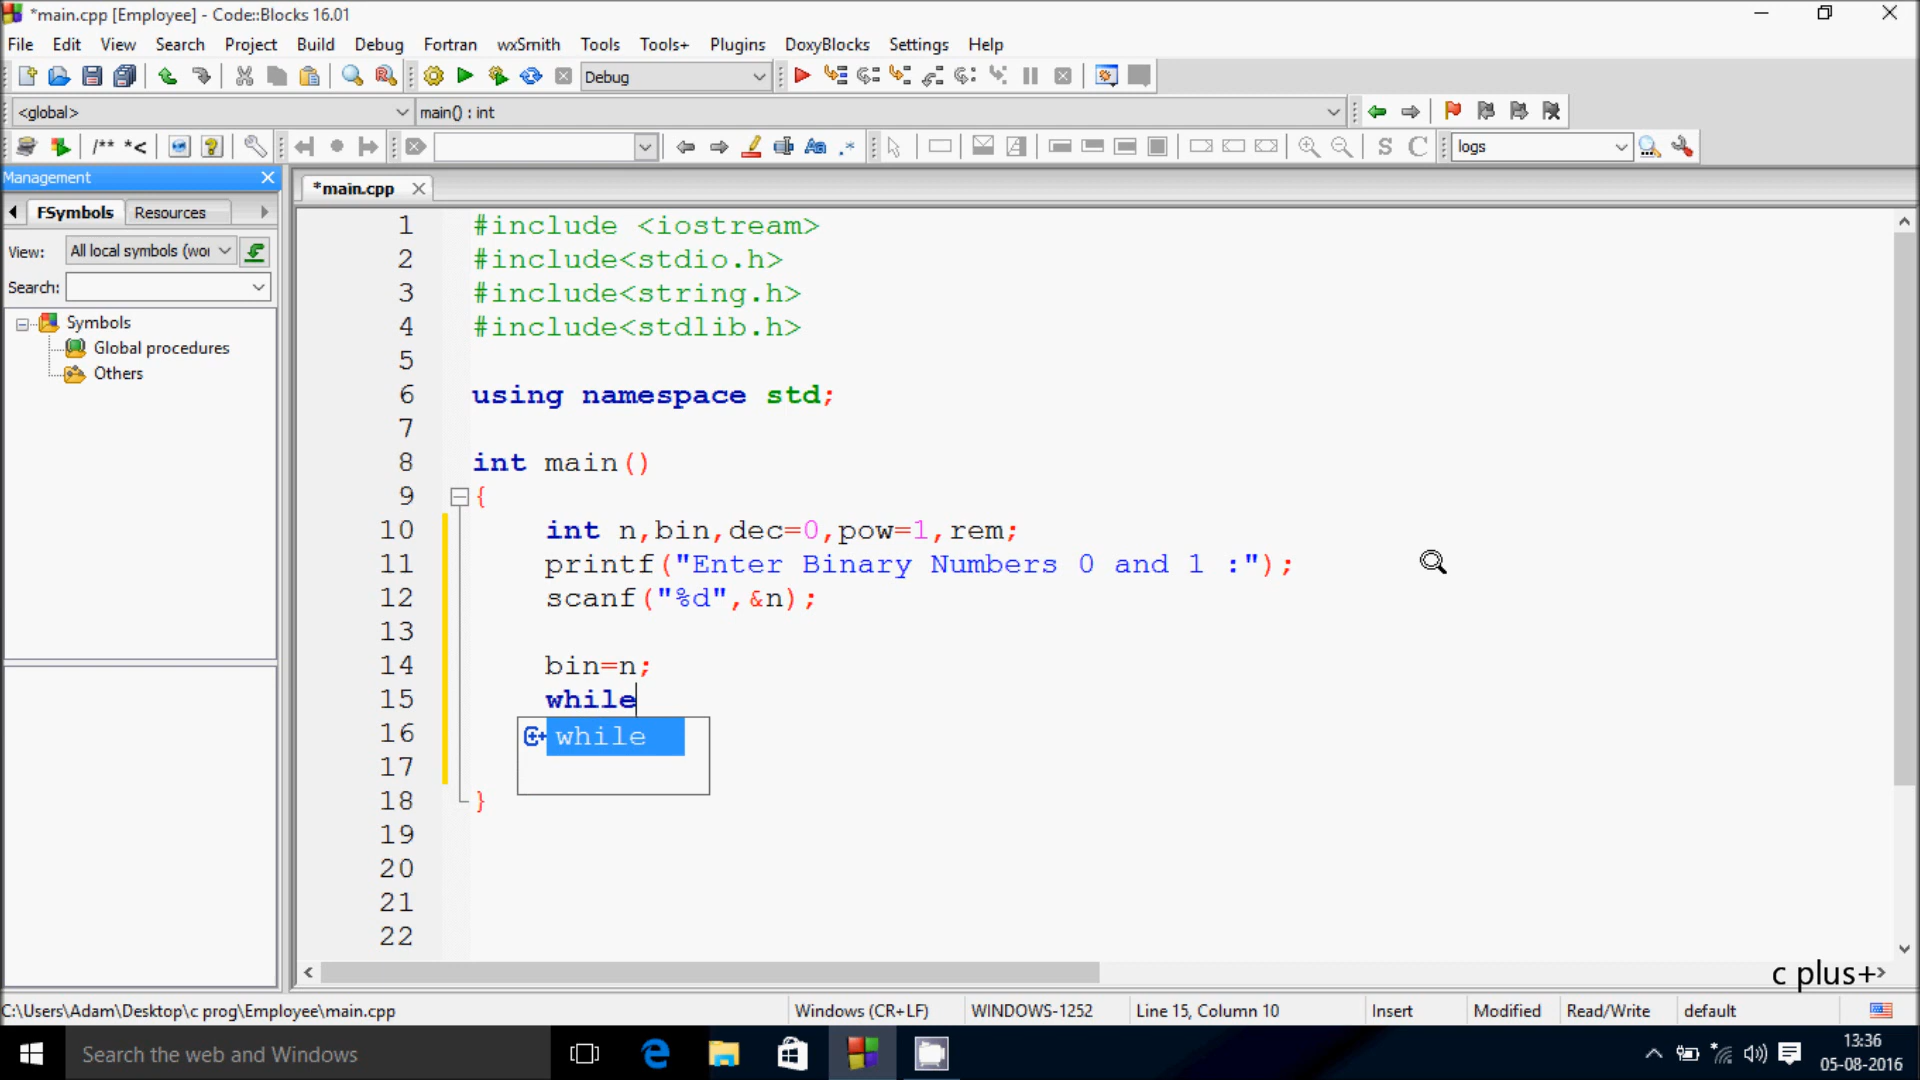 *main.cpp [Employee] - Code::Blocks 16.01
File Edit View Search Project Build Debug Fortran wxSmith Tools Tools+ Plugins DoxyBlocks Settings Help
Debug
<global> main() : int
/** *< Aa .* S C logs
Management
FSymbols Resources
View: All local symbols (wor
Search:
Symbols
Global procedures
Others
*main.cpp
1 #include <iostream>
2 #include<stdio.h>
3 #include<string.h>
4 #include<stdlib.h>
5
6 using namespace std;
7
8 int main()
9 {
10 int n,bin,dec=0,pow=1,rem;
11 printf("Enter Binary Numbers 0 and 1 :");
12 scanf("%d",&n);
13
14 bin=n;
15 while
16 while
17
18 }
19
20
21
22
c plus+
C:\Users\Adam\Desktop\c prog\Employee\main.cpp Windows (CR+LF) WINDOWS-1252 Line 15, Column 10 Insert Modified Read/Write default
Search the web and Windows
13:36
05-08-2016